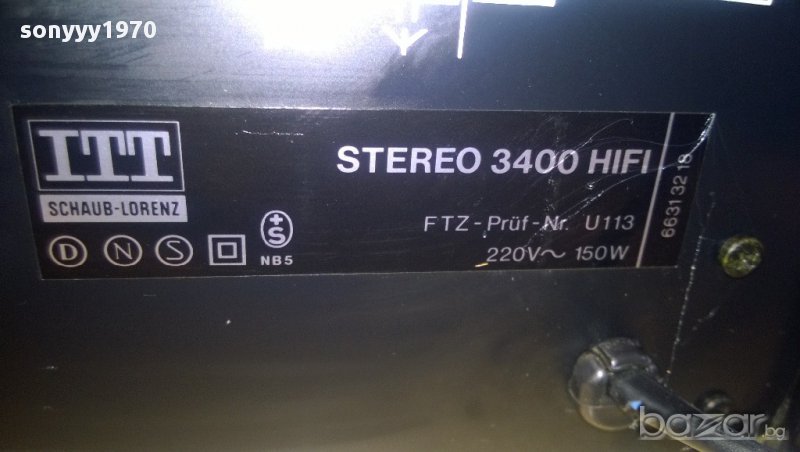 sonyyy1970
ITT
SCHAUB-LORENZ
STEREO 3400 HIFI
FTZ-Prüf-Nr. U113
220V~ 150W
6631 32 18
D N S
+S
NB5
bazar.bg